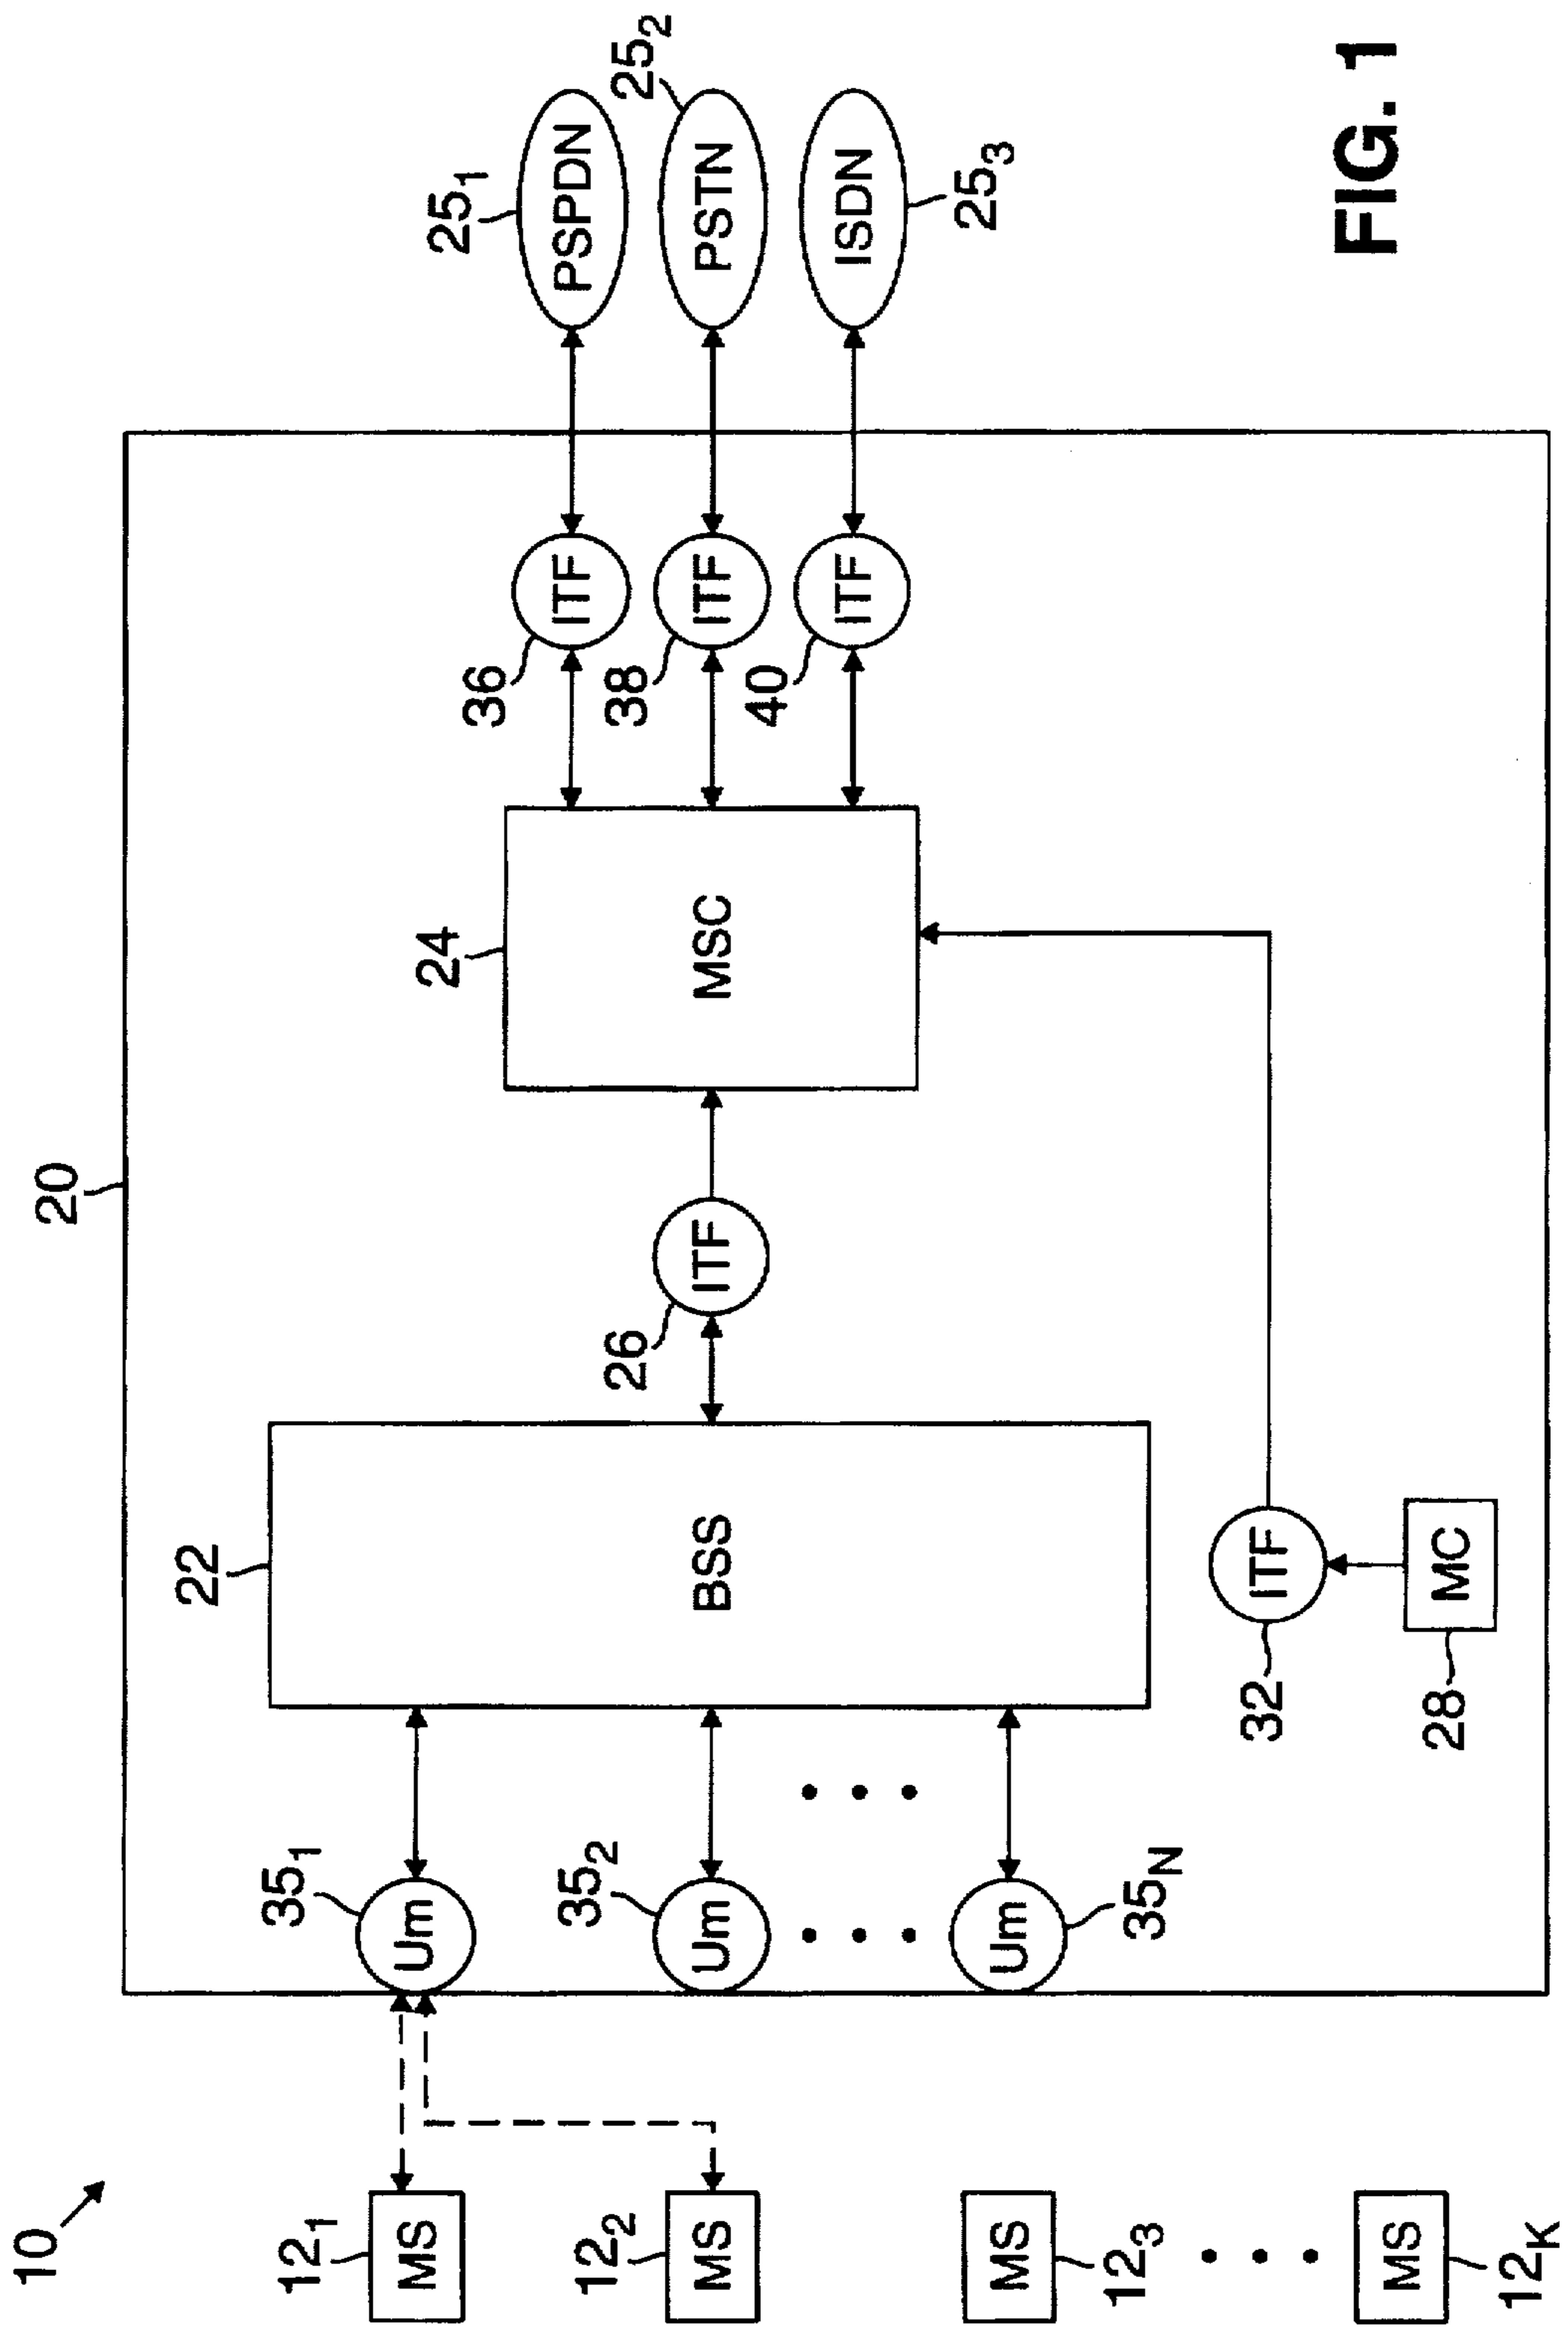 10
20
12₁
MS
12₂
MS
12₃
MS
12K
MS
35₁
Um
35₂
Um
35N
Um
22
BSS
26
ITF
32
ITF
28
MC
24
MSC
36
ITF
38
ITF
40
ITF
25₁
PSPDN
25₂
PSTN
25₃
ISDN
FIG. 1